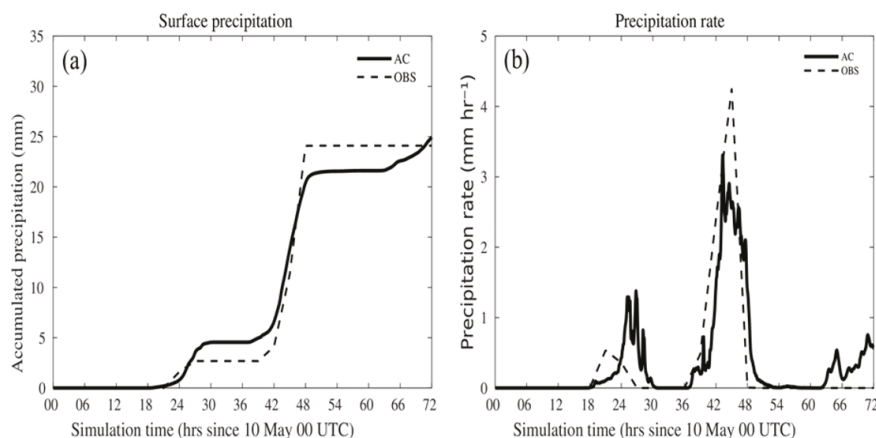 Surface precipitation
(a)
AC
OBS
35
30
25
20
15
10
5
0
Accumulated precipitation (mm)
00 06 12 18 24 30 36 42 48 54 60 66 72
Simulation time (hrs since 10 May 00 UTC)
Precipitation rate
(b)
AC
OBS
5
4
3
2
1
0
Precipitation rate (mm hr⁻¹)
00 06 12 18 24 30 36 42 48 54 60 66 72
Simulation time (hrs since 10 May 00 UTC)